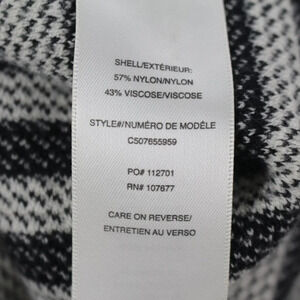 SHELL/EXTÉRIEUR:
57% NYLON/NYLON
43% VISCOSE/VISCOSE
STYLE#/NUMÉRO DE MODÈLE
C507655959
PO# 112701
RN# 107677
CARE ON REVERSE/
ENTRETIEN AU VERSO